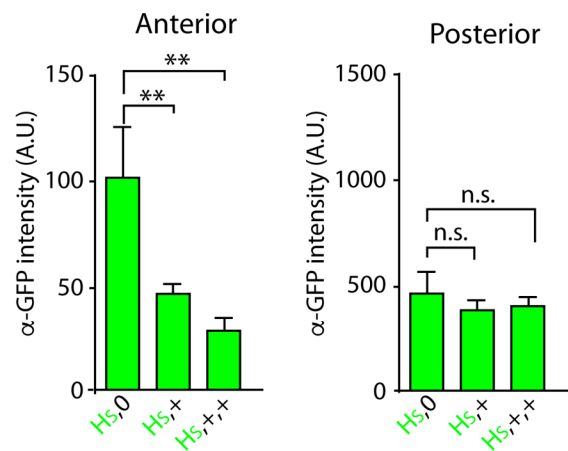 Anterior
α-GFP intensity (A.U.)
150
100
50
0
**
**
Hs,0
Hs,+
Hs,+,+
Posterior
α-GFP intensity (A.U.)
1500
1000
500
0
n.s.
n.s.
Hs,0
Hs,+
Hs,+,+